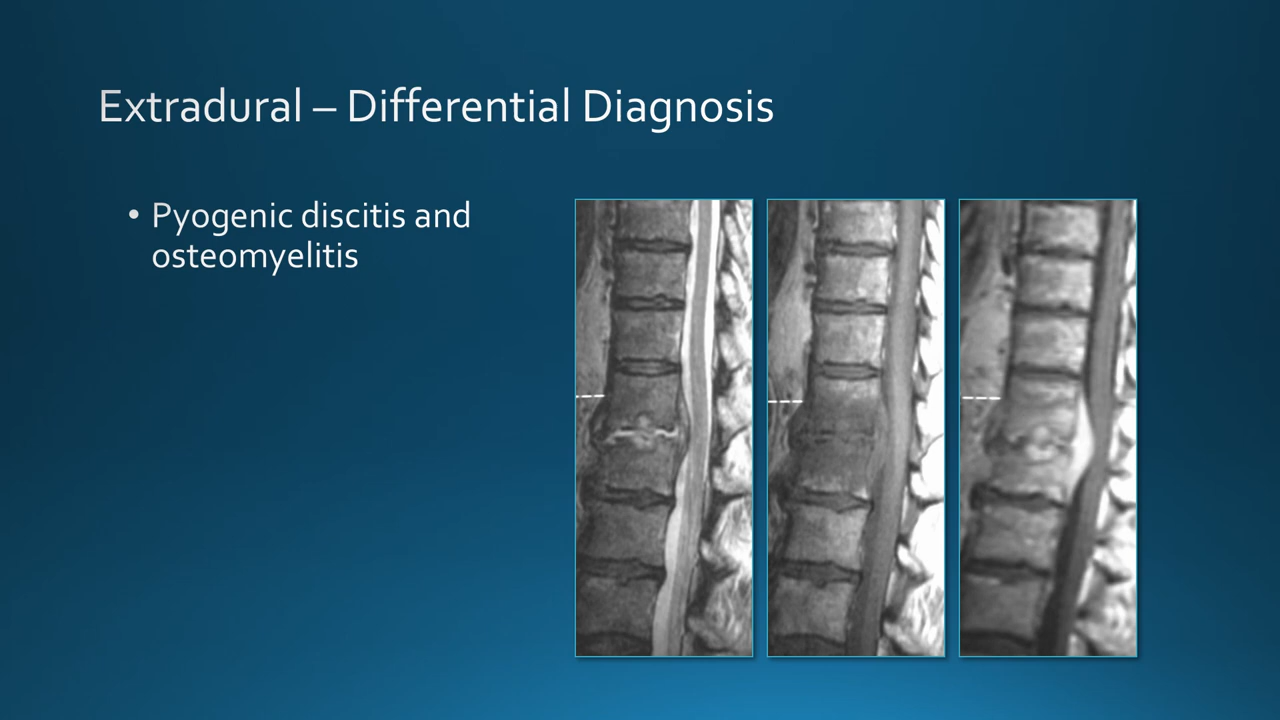 Extradural – Differential Diagnosis
• Pyogenic discitis and
osteomyelitis